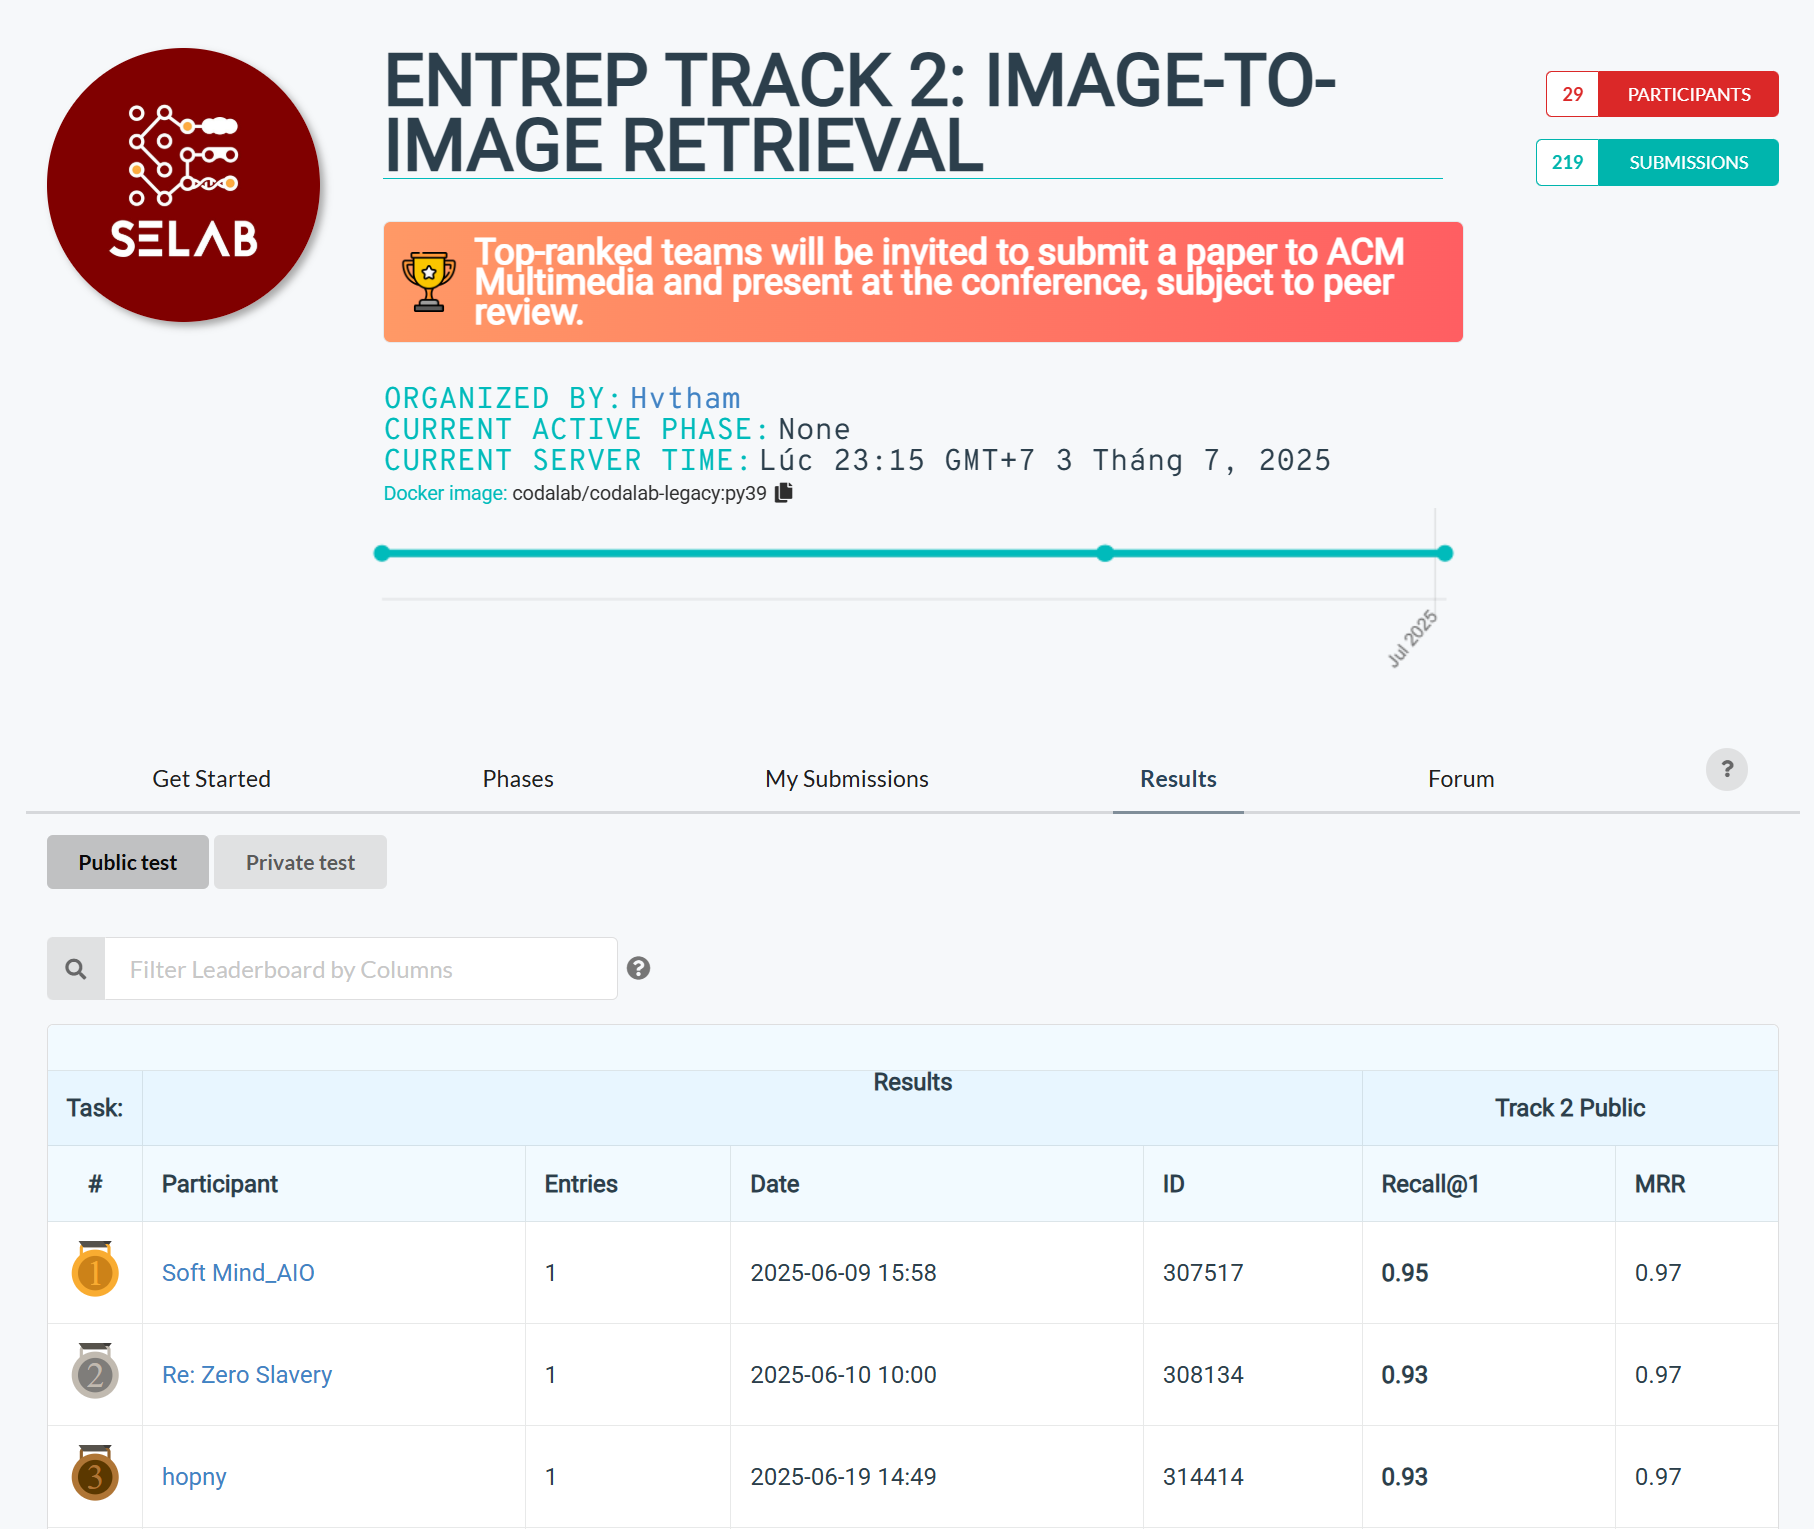 SELAB
ENTREP TRACK 2: IMAGE-TO-
IMAGE RETRIEVAL
29 PARTICIPANTS
219 SUBMISSIONS
Top-ranked teams will be invited to submit a paper to ACM
Multimedia and present at the conference, subject to peer
review.
ORGANIZED BY: Hvtham
CURRENT ACTIVE PHASE: None
CURRENT SERVER TIME: Lúc 23:15 GMT+7 3 Tháng 7, 2025
Docker image: codalab/codalab-legacy:py39
Jul 2025
Get Started Phases My Submissions Results Forum ?
Public test Private test
Filter Leaderboard by Columns ?
Results
Task: Track 2 Public
# Participant Entries Date ID Recall@1 MRR
1 Soft Mind_AIO 1 2025-06-09 15:58 307517 0.95 0.97
2 Re: Zero Slavery 1 2025-06-10 10:00 308134 0.93 0.97
3 hopny 1 2025-06-19 14:49 314414 0.93 0.97